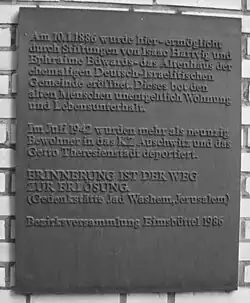 Am 10.1.1886 wurde hier-ermöglicht
durch Stiftungen von Isaac Hartvig und
Ephraime Edwards-das Altenhaus der
ehemaligen Deutsch-Israelitischen
Gemeinde eröffnet. Dieses bot den
alten Menschen unentgeltlich Wohnung
und Lebensunterhalt.
Im Juli 1942 wurden mehr als neunzig
Bewohner in das KZ Auschwitz und das
Getto Theresienstadt deportiert.
ERINNERUNG IST DER WEG
ZUR ERLÖSUNG.
(Gedenkstätte Jad Washem, Jerusalem)
Bezirksversammlung Eimsbüttel 1986